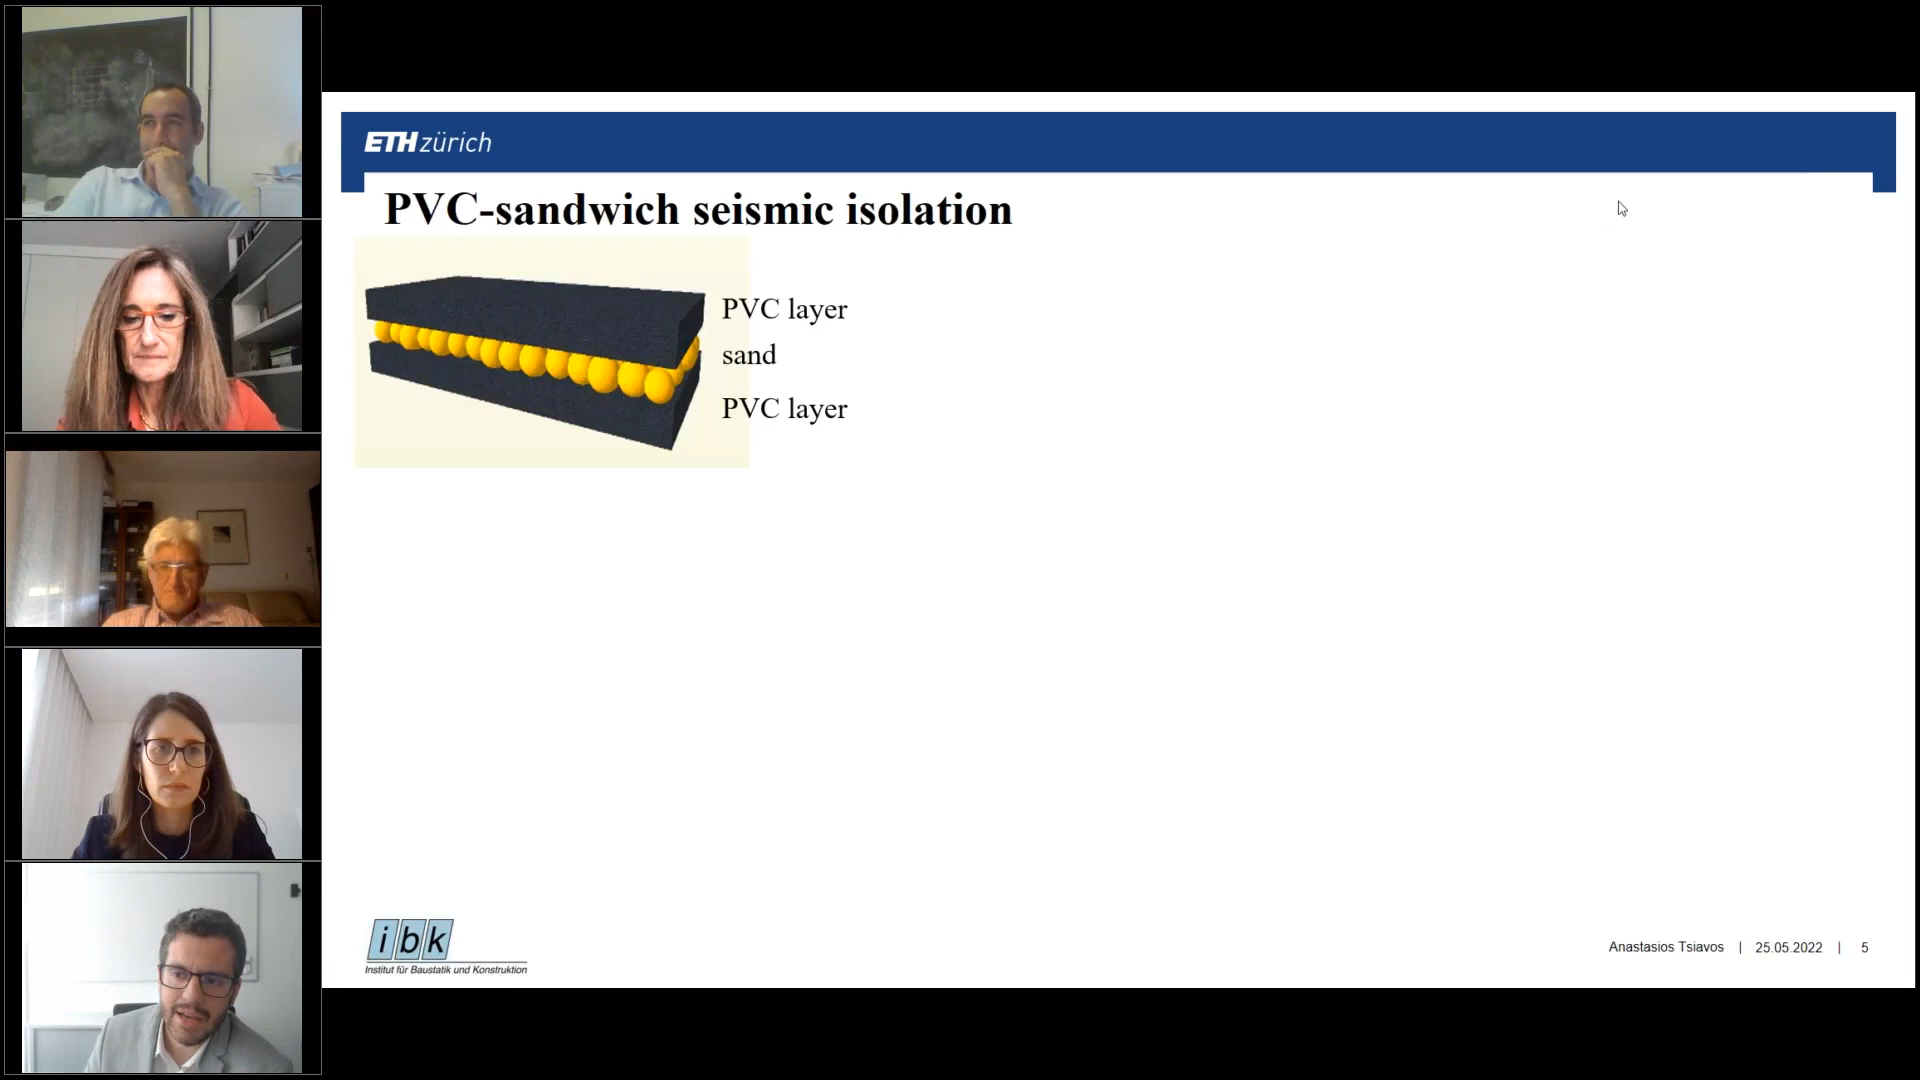 ETH zürich
PVC-sandwich seismic isolation
PVC layer
sand
PVC layer
ibk
Institut für Baustatik und Konstruktion
Anastasios Tsiavos | 25.05.2022 | 5